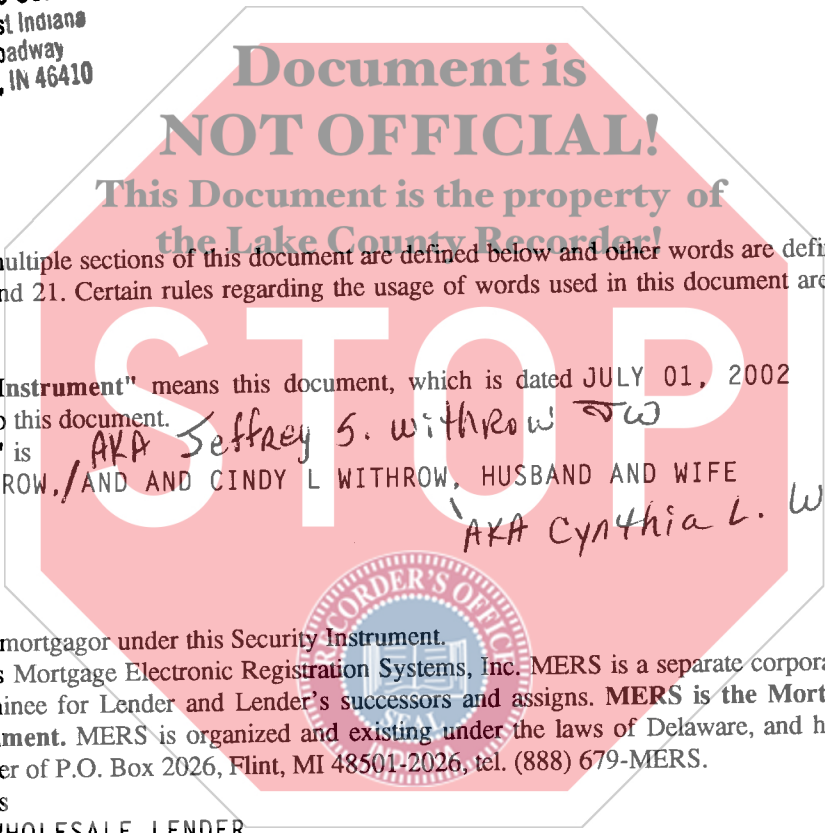 st Indiana
oadway
, IN 46410
Document is
NOT OFFICIAL!
This Document is the property of
the Lake County Recorder!
ultiple sections of this document are defined below and other words are defi
nd 21. Certain rules regarding the usage of words used in this document are
STOP
Instrument" means this document, which is dated JULY 01, 2002
o this document.
" is AKA Jeffrey S. Withrow JW
ROW, / AND AND CINDY L WITHROW, HUSBAND AND WIFE
AKA Cynthia L. W
RECORDER'S OFFIC
SEAL
mortgagor under this Security Instrument.
s Mortgage Electronic Registration Systems, Inc. MERS is a separate corpora
inee for Lender and Lender's successors and assigns. MERS is the Mort
ment. MERS is organized and existing under the laws of Delaware, and h
er of P.O. Box 2026, Flint, MI 48501-2026, tel. (888) 679-MERS.
s
WHOLESALE LENDER